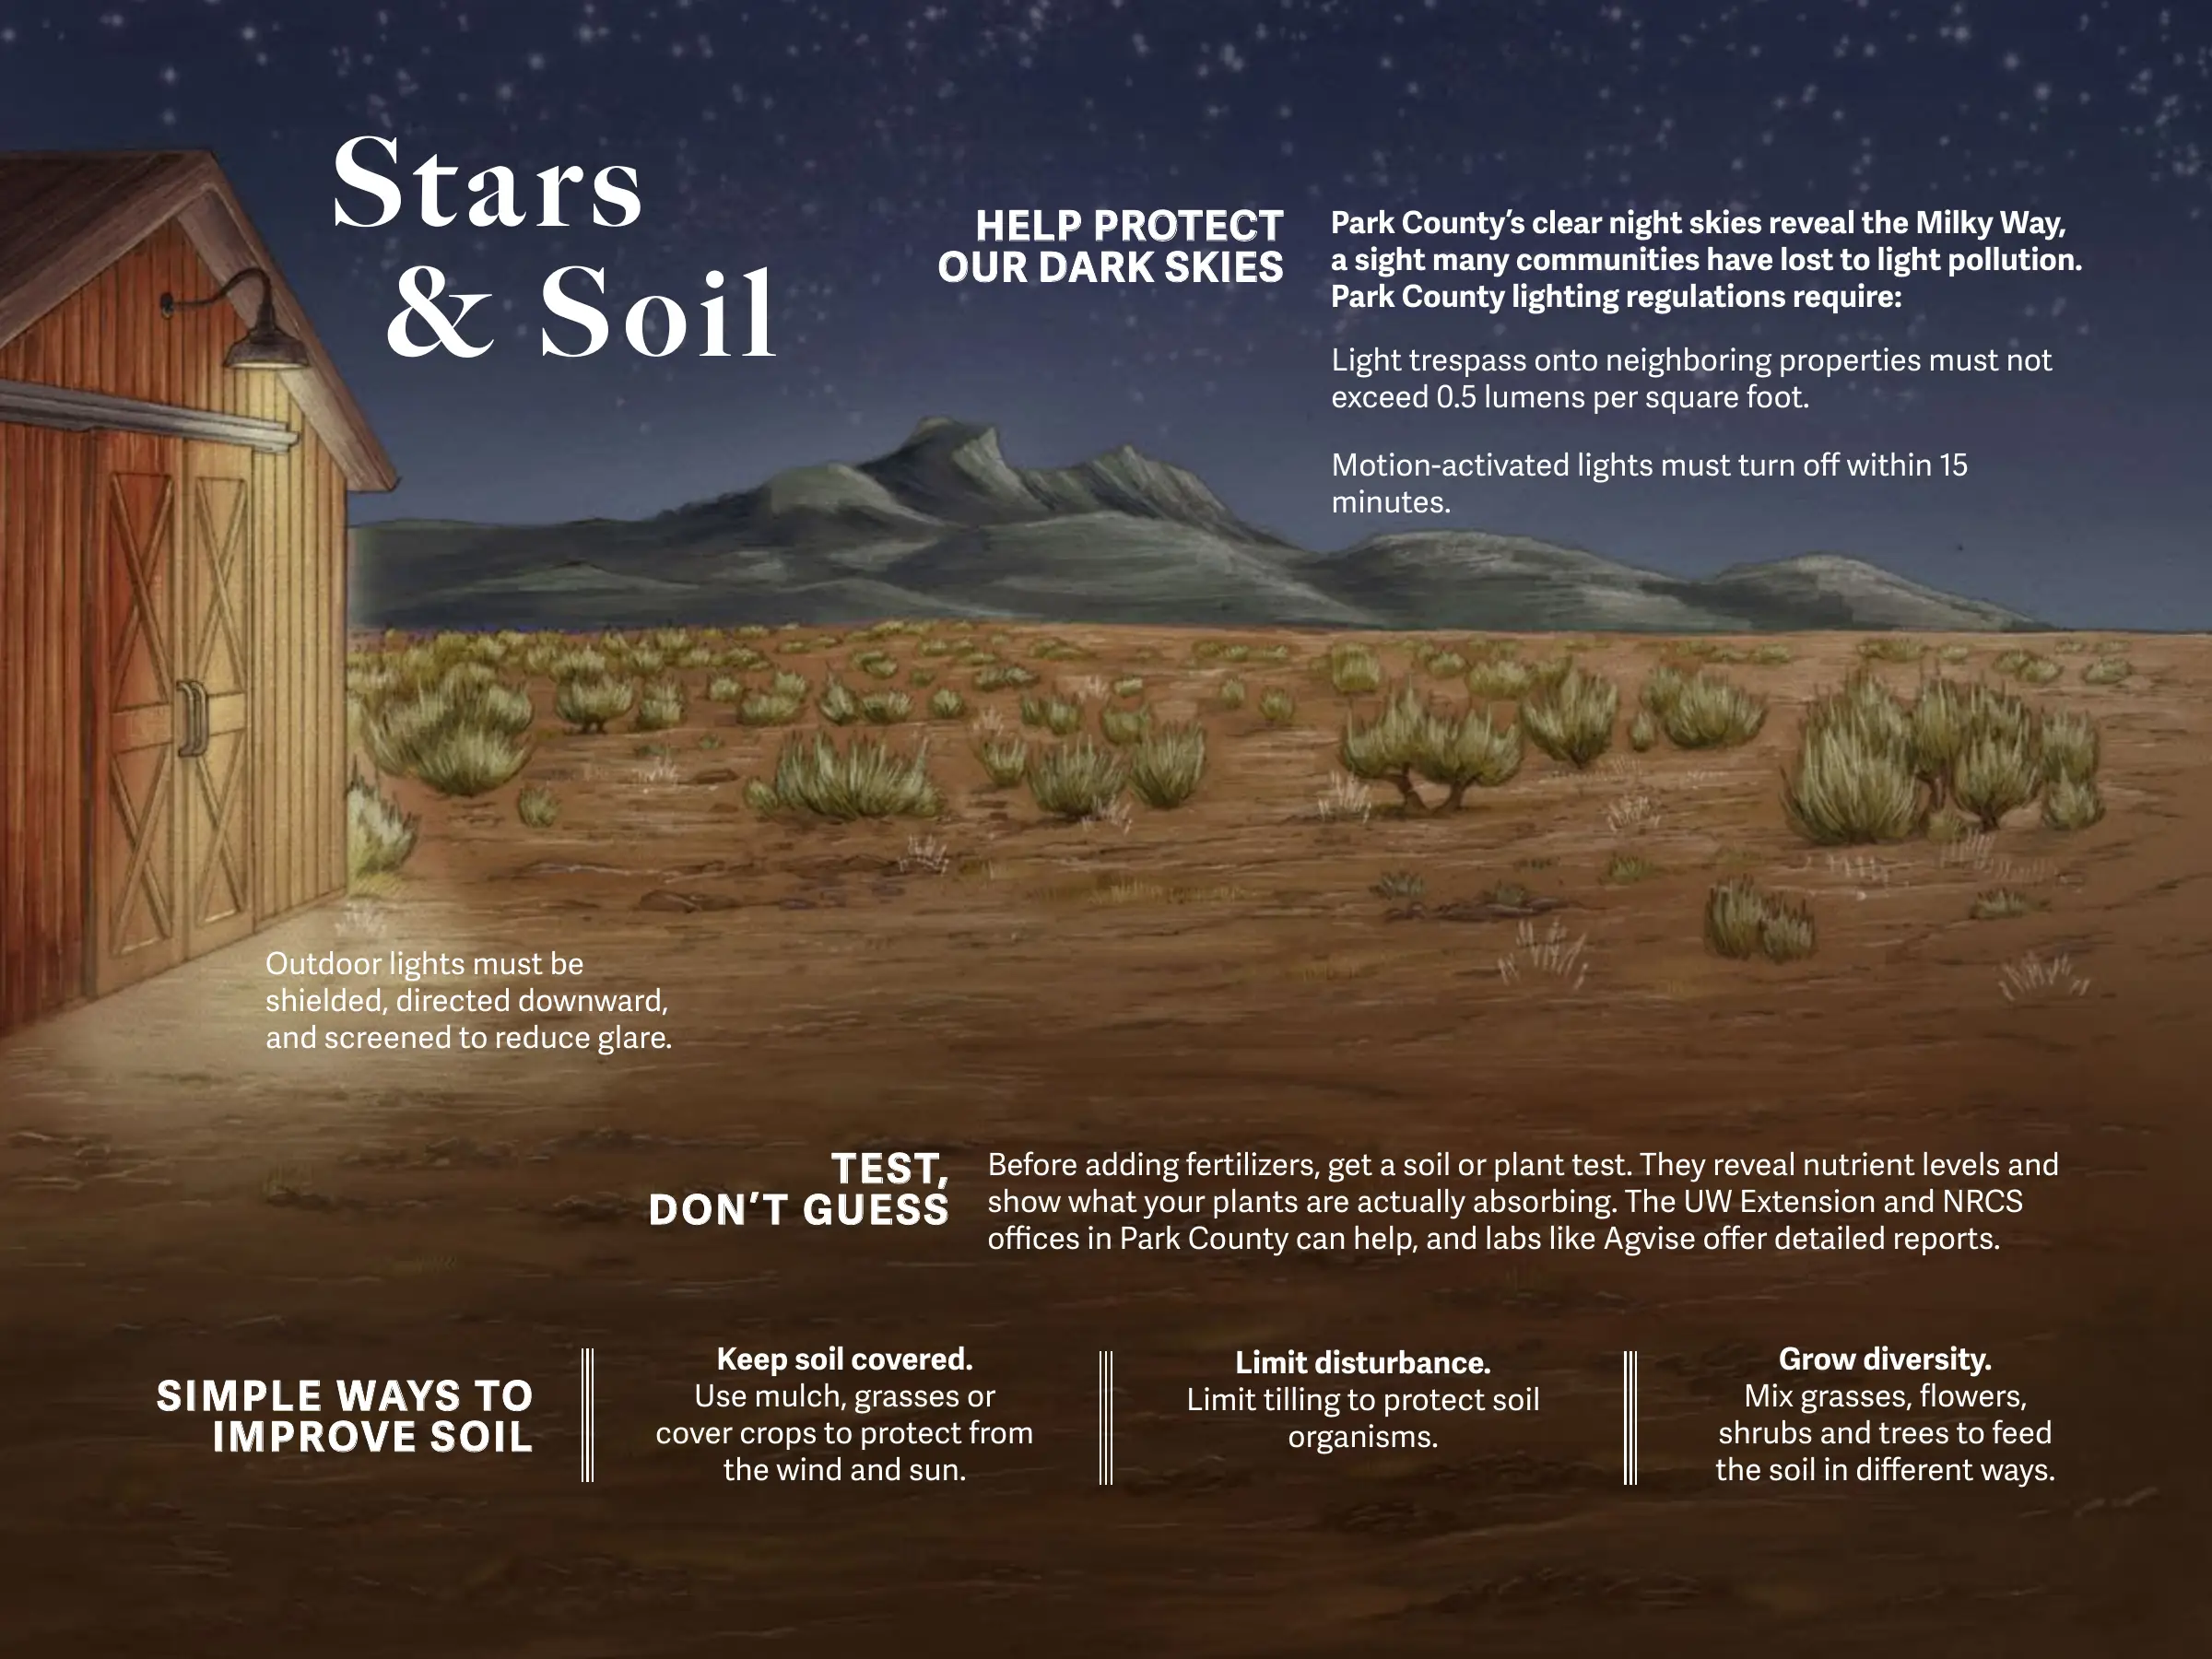 Stars
& Soil
HELP PROTECT
OUR DARK SKIES
Park County’s clear night skies reveal the Milky Way,
a sight many communities have lost to light pollution.
Park County lighting regulations require:
Light trespass onto neighboring properties must not
exceed 0.5 lumens per square foot.
Motion-activated lights must turn off within 15
minutes.
Outdoor lights must be
shielded, directed downward,
and screened to reduce glare.
TEST,
DON’T GUESS
Before adding fertilizers, get a soil or plant test. They reveal nutrient levels and
show what your plants are actually absorbing. The UW Extension and NRCS
offices in Park County can help, and labs like Agvise offer detailed reports.
SIMPLE WAYS TO
IMPROVE SOIL
Keep soil covered.
Use mulch, grasses or
cover crops to protect from
the wind and sun.
Limit disturbance.
Limit tilling to protect soil
organisms.
Grow diversity.
Mix grasses, flowers,
shrubs and trees to feed
the soil in different ways.